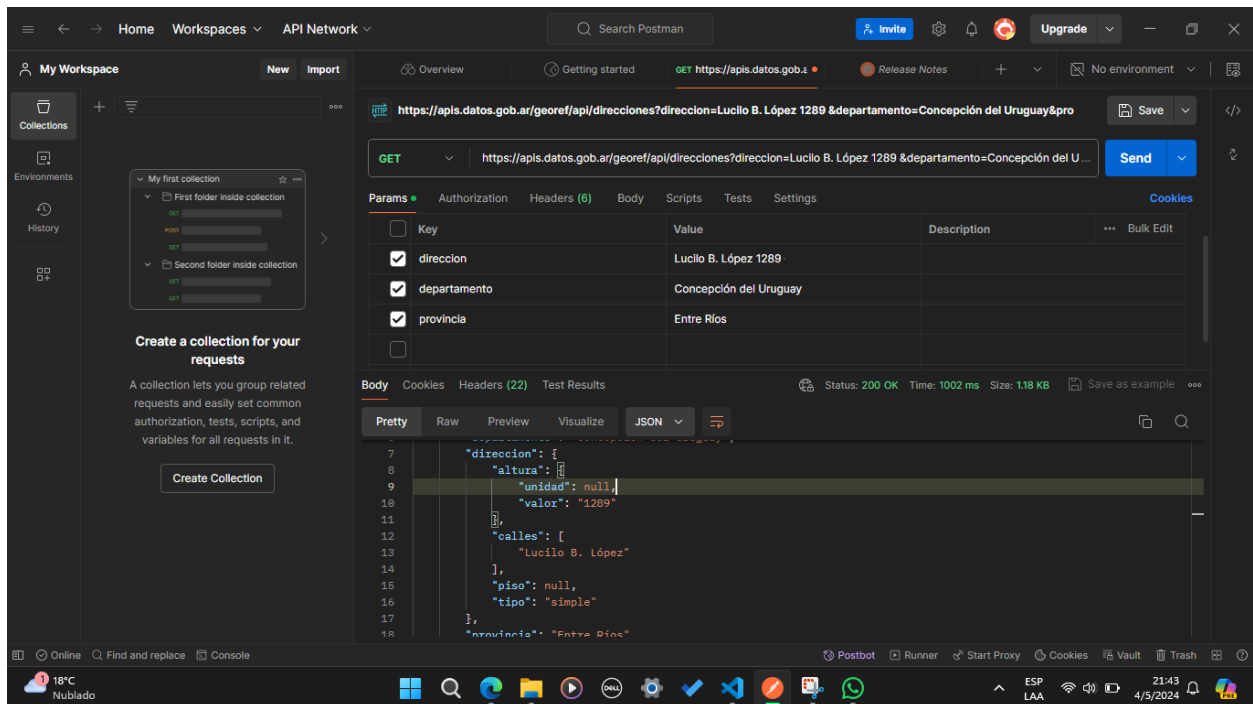 Home Workspaces API Network Search Postman Invite Upgrade
My Workspace New Import Overview Getting started GET https://apis.datos.gob.a Release Notes No environment
Collections
Environments
History
My first collection
First folder inside collection
GET
POST
GET
Second folder inside collection
GET
GET
Create a collection for your
requests
A collection lets you group related
requests and easily set common
authorization, tests, scripts, and
variables for all requests in it.
Create Collection
HTTP https://apis.datos.gob.ar/georef/api/direcciones?direccion=Lucilo B. López 1289 &departamento=Concepción del Uruguay&pro Save
GET https://apis.datos.gob.ar/georef/api/direcciones?direccion=Lucilo B. López 1289 &departamento=Concepción del U... Send
Params Authorization Headers (6) Body Scripts Tests Settings Cookies
Key Value Description Bulk Edit
direccion Lucilo B. López 1289
departamento Concepción del Uruguay
provincia Entre Ríos
Body Cookies Headers (22) Test Results Status: 200 OK Time: 1002 ms Size: 1.18 KB Save as example
Pretty Raw Preview Visualize JSON
7 "direccion": {
8 "altura": {
9 "unidad": null,
10 "valor": "1289"
11 },
12 "calles": [
13 "Lucilo B. López"
14 ],
15 "piso": null,
16 "tipo": "simple"
17 },
18 "provincia": "Entre Ríos"
Online Find and replace Console Postbot Runner Start Proxy Cookies Vault Trash
1 18°C
Nublado
DELL
ESP
LAA
21:43
4/5/2024
PRE